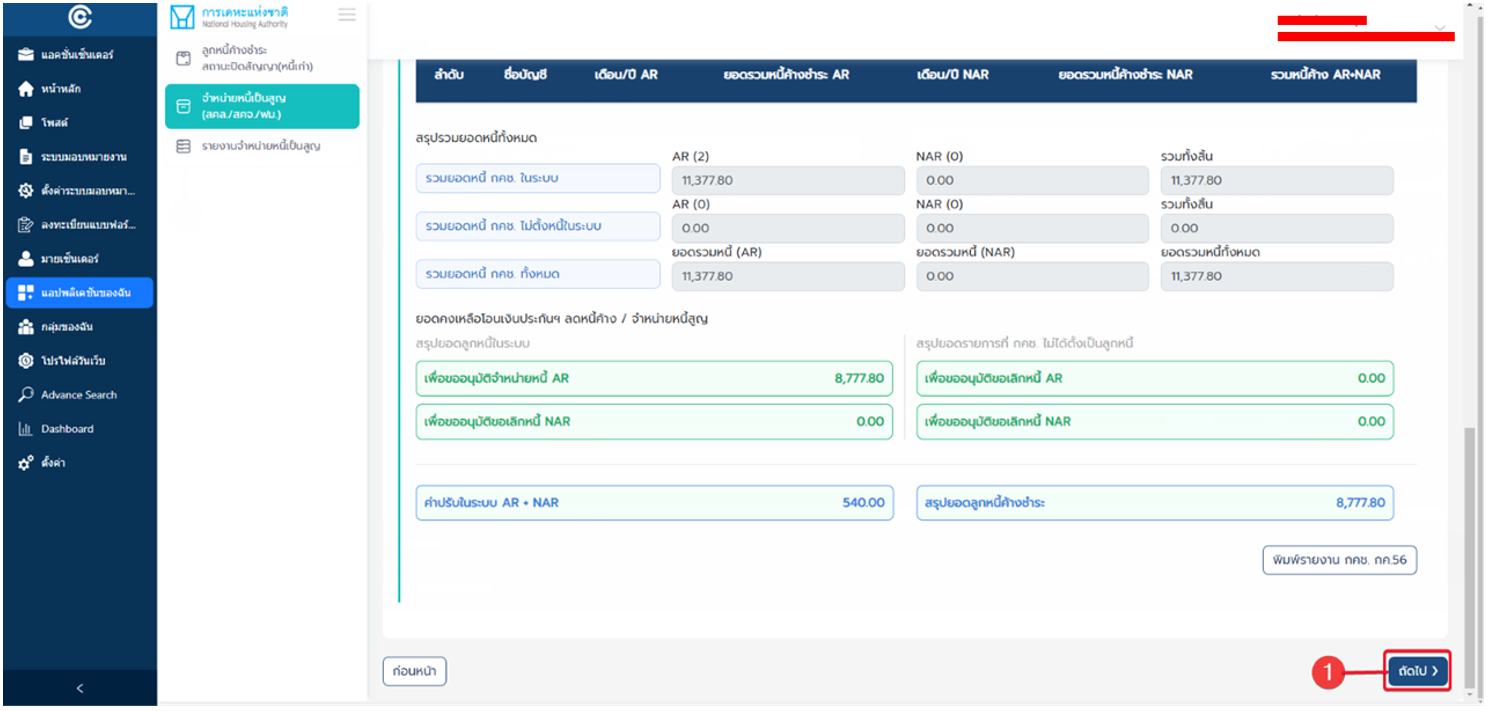 การเคหะแห่งชาติ
National Housing Authority
แอคชั่นเซ็นเตอร์
หน้าหลัก
โพสต์
ระบบมอบหมายงาน
ตั้งค่าระบบมอบหมา...
ลงทะเบียนแบบฟอร์...
มายเซ็นเตอร์
แอปพลิเคชันของฉัน
กลุ่มของฉัน
โปรไฟล์วันเว็บ
Advance Search
Dashboard
ตั้งค่า
ลูกหนี้ค้างชำระ
สถานะปิดสัญญา(หนี้เก่า)
จำหน่ายหนี้เป็นสูญ
(สคล./สคจ./ฟม.)
รายงานจำหน่ายหนี้เป็นสูญ
ลำดับ ชื่อบัญชี เดือน/ปี AR ยอดรวมหนี้ค้างชำระ AR เดือน/ปี NAR ยอดรวมหนี้ค้างชำระ NAR รวมหนี้ค้าง AR+NAR
สรุปรวมยอดหนี้ทั้งหมด
AR (2) NAR (0) รวมทั้งสิ้น
รวมยอดหนี้ กคช. ในระบบ 11,377.80 0.00 11,377.80
AR (0) NAR (0) รวมทั้งสิ้น
รวมยอดหนี้ กคช. ไม่ตั้งหนี้ในระบบ 0.00 0.00 0.00
ยอดรวมหนี้ (AR) ยอดรวมหนี้ (NAR) ยอดรวมหนี้ทั้งหมด
รวมยอดหนี้ กคช. ทั้งหมด 11,377.80 0.00 11,377.80
ยอดคงเหลือโอนเงินประกันฯ ลดหนี้ค้าง / จำหน่ายหนี้สูญ
สรุปยอดลูกหนี้ในระบบ สรุปยอดรายการที่ กคช. ไม่ได้ตั้งเป็นลูกหนี้
เพื่อขออนุมัติจำหน่ายหนี้ AR 8,777.80 เพื่อขออนุมัติขอเลิกหนี้ AR 0.00
เพื่อขออนุมัติขอเลิกหนี้ NAR 0.00 เพื่อขออนุมัติขอเลิกหนี้ NAR 0.00
ค่าปรับในระบบ AR + NAR 540.00 สรุปยอดลูกหนี้ค้างชำระ 8,777.80
พิมพ์รายงาน กคช. กค.56
ก่อนหน้า 1 ถัดไป